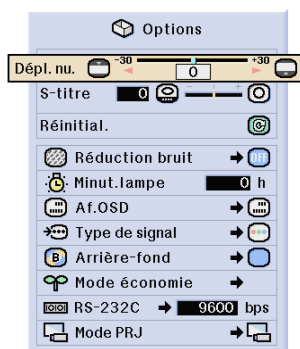 Options
Dépl. nu. -30 0 +30
S-titre 0
Réinitial.
Réduction bruit OFF
Minut.lampe 0 h
Af.OSD
Type de signal
B Arrière-fond
Mode économie
RS-232C 9600 bps
Mode PRJ